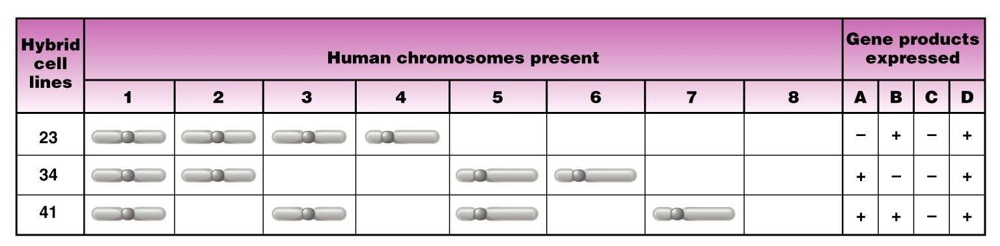 Hybrid cell lines
Human chromosomes present
Gene products expressed
1 2 3 4 5 6 7 8 A B C D
23 – + – +
34 + – – +
41 + + – +